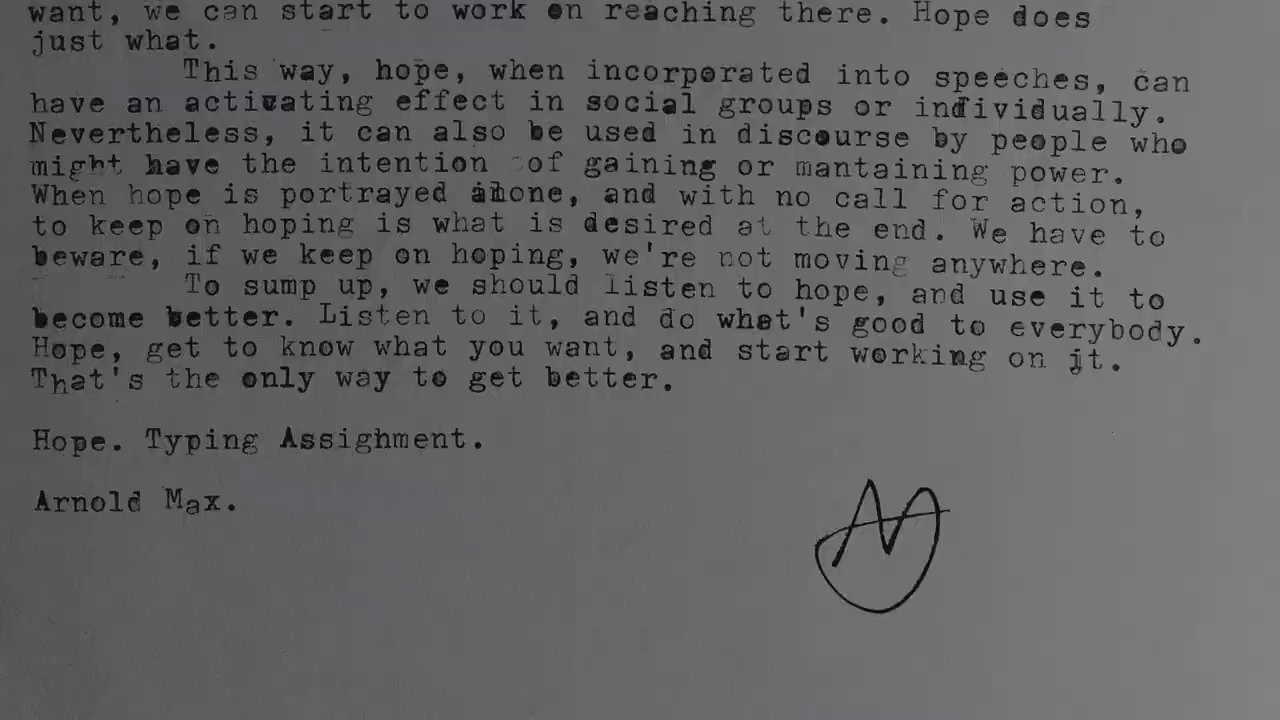 want, we can start to work on reaching there. Hope does
just what.
This way, hope, when incorporated into speeches, can
have an activating effect in social groups or individually.
Nevertheless, it can also be used in discourse by people who
might have the intention of gaining or mantaining power.
When hope is portrayed alone, and with no call for action,
to keep on hoping is what is desired at the end. We have to
beware, if we keep on hoping, we're not moving anywhere.
To sump up, we should listen to hope, and use it to
become better. Listen to it, and do what's good to everybody.
Hope, get to know what you want, and start working on it.
That's the only way to get better.
Hope. Typing Assighment.
Arnold Max.